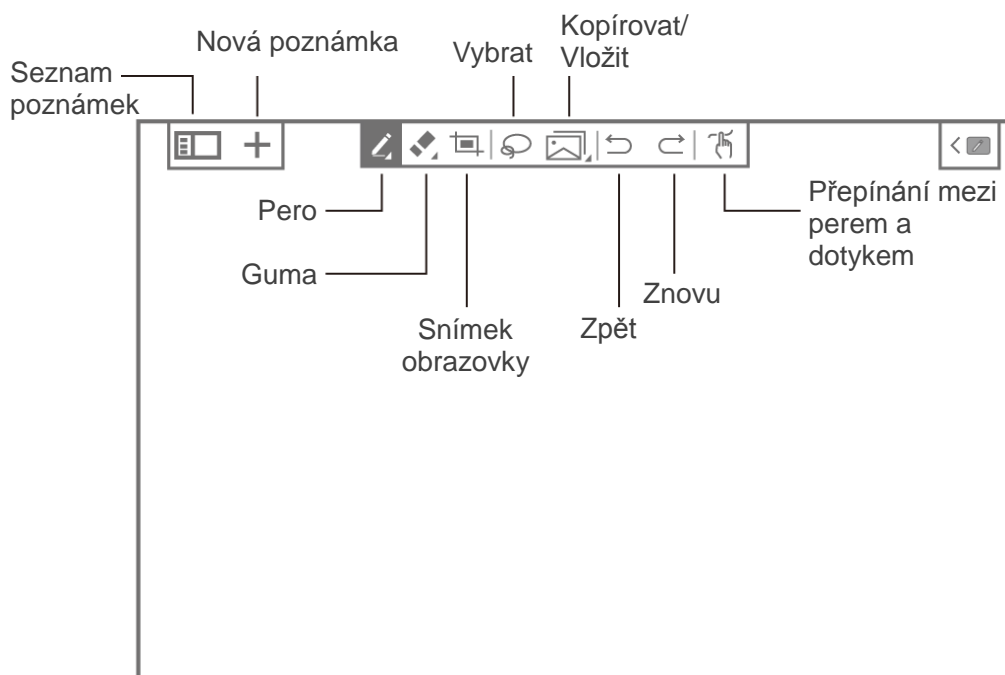 Nová poznámka
Seznam
poznámek
Vybrat
Kopírovat/
Vložit
Pero
Guma
Snímek
obrazovky
Zpět
Znovu
Přepínání mezi
perem a
dotykem